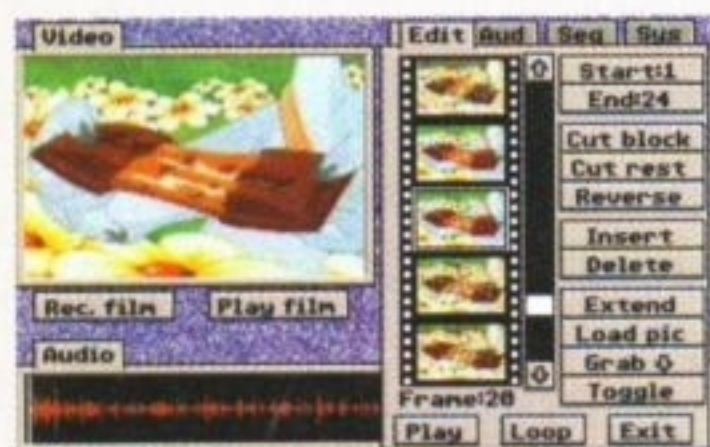 Video
Edit Aud Seq Sys
Start:1
End:24
Cut block
Cut rest
Reverse
Insert
Delete
Rec. film Play film
Extend
Load pic
Grab
Audio
Toggle
Frame:20
Play Loop Exit